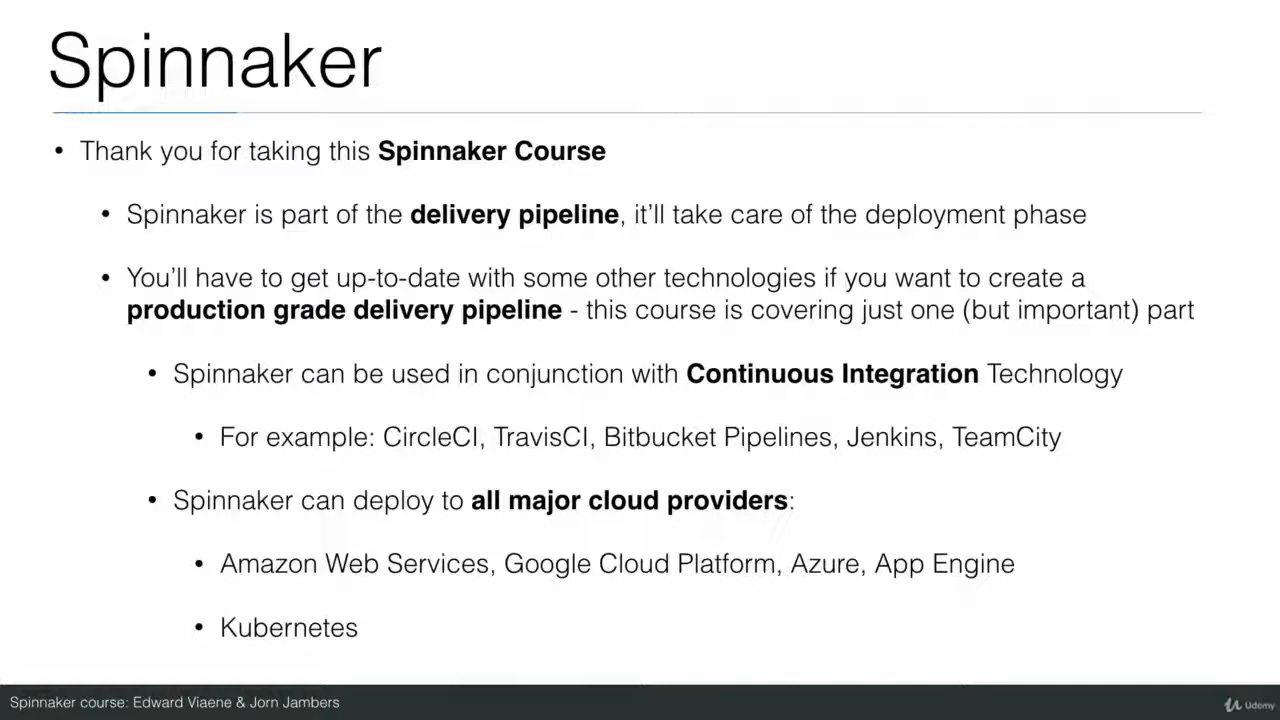 Spinnaker
• Thank you for taking this Spinnaker Course
• Spinnaker is part of the delivery pipeline, it’ll take care of the deployment phase
• You’ll have to get up-to-date with some other technologies if you want to create a
production grade delivery pipeline - this course is covering just one (but important) part
• Spinnaker can be used in conjunction with Continuous Integration Technology
• For example: CircleCI, TravisCI, Bitbucket Pipelines, Jenkins, TeamCity
• Spinnaker can deploy to all major cloud providers:
• Amazon Web Services, Google Cloud Platform, Azure, App Engine
• Kubernetes
Spinnaker course: Edward Viaene & Jorn Jambers
Udemy